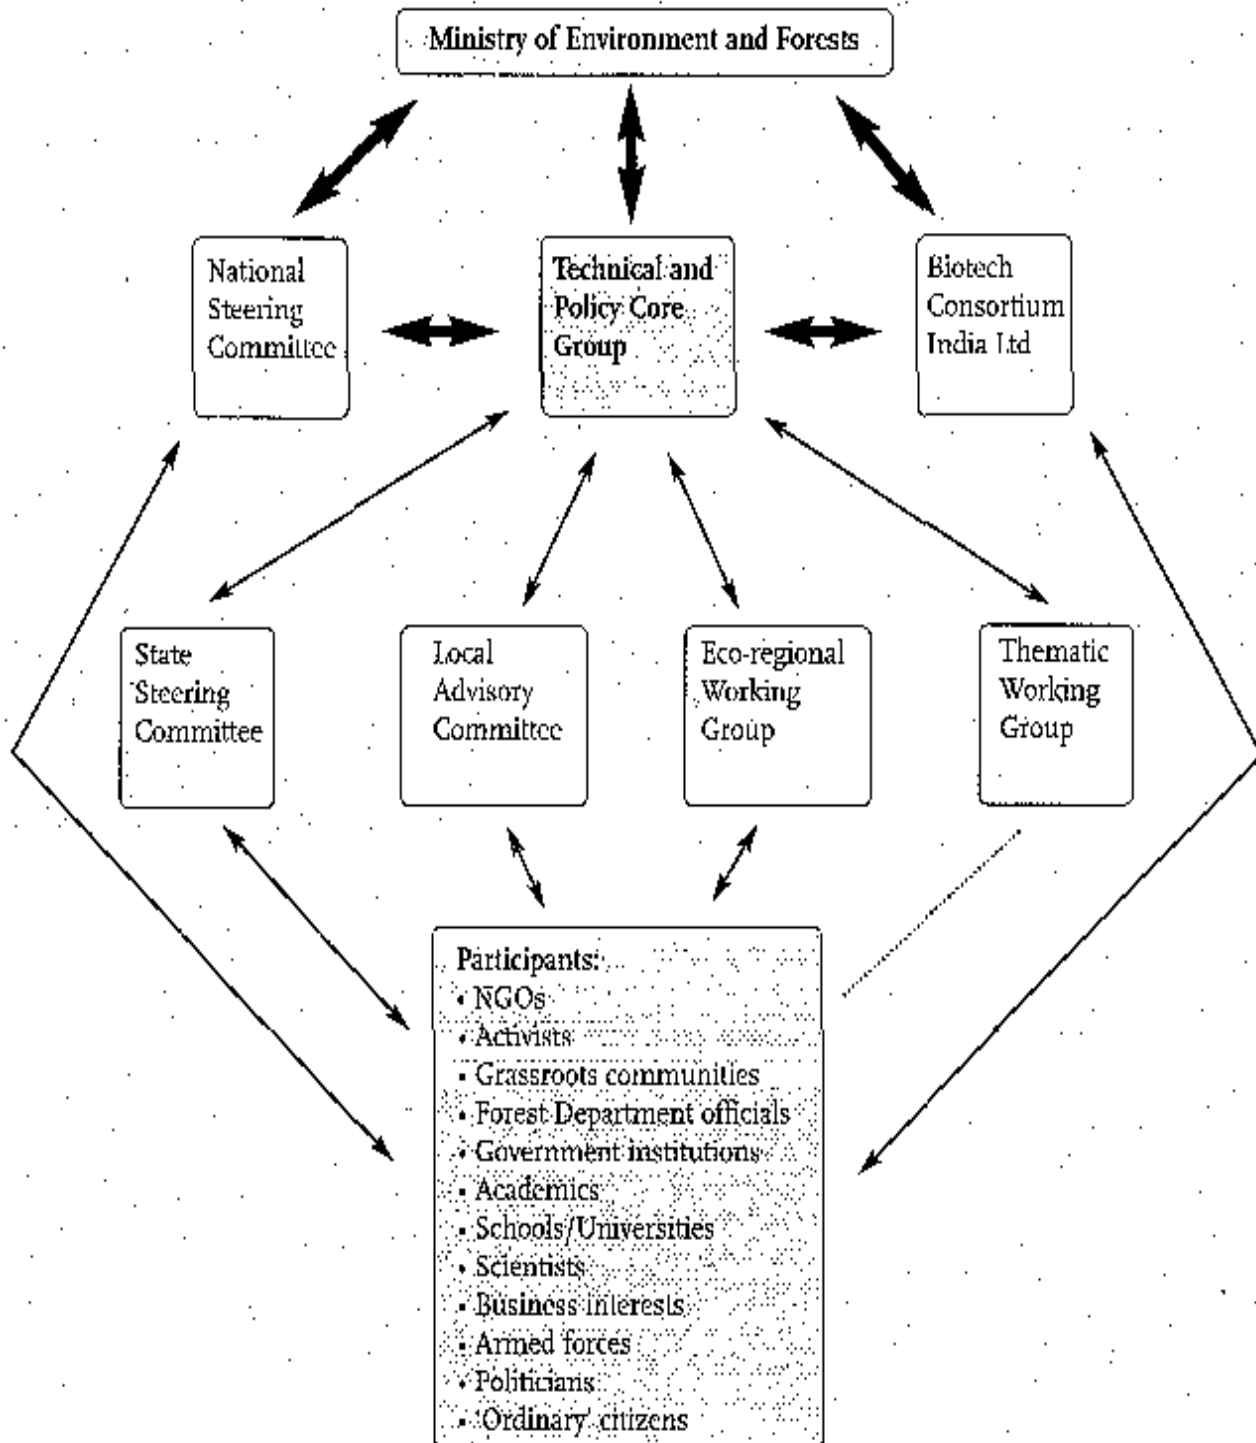 Ministry of Environment and Forests
National
Steering
Committee
Technical and
Policy Core
Group
Biotech
Consortium
India Ltd
State
Steering
Committee
Local
Advisory
Committee
Eco-regional
Working
Group
Thematic
Working
Group
Participants:
• NGOs
• Activists
• Grassroots communities
• Forest Department officials
• Government institutions
• Academics
• Schools/Universities
• Scientists
• Business interests
• Armed forces
• Politicians
• 'Ordinary' citizens